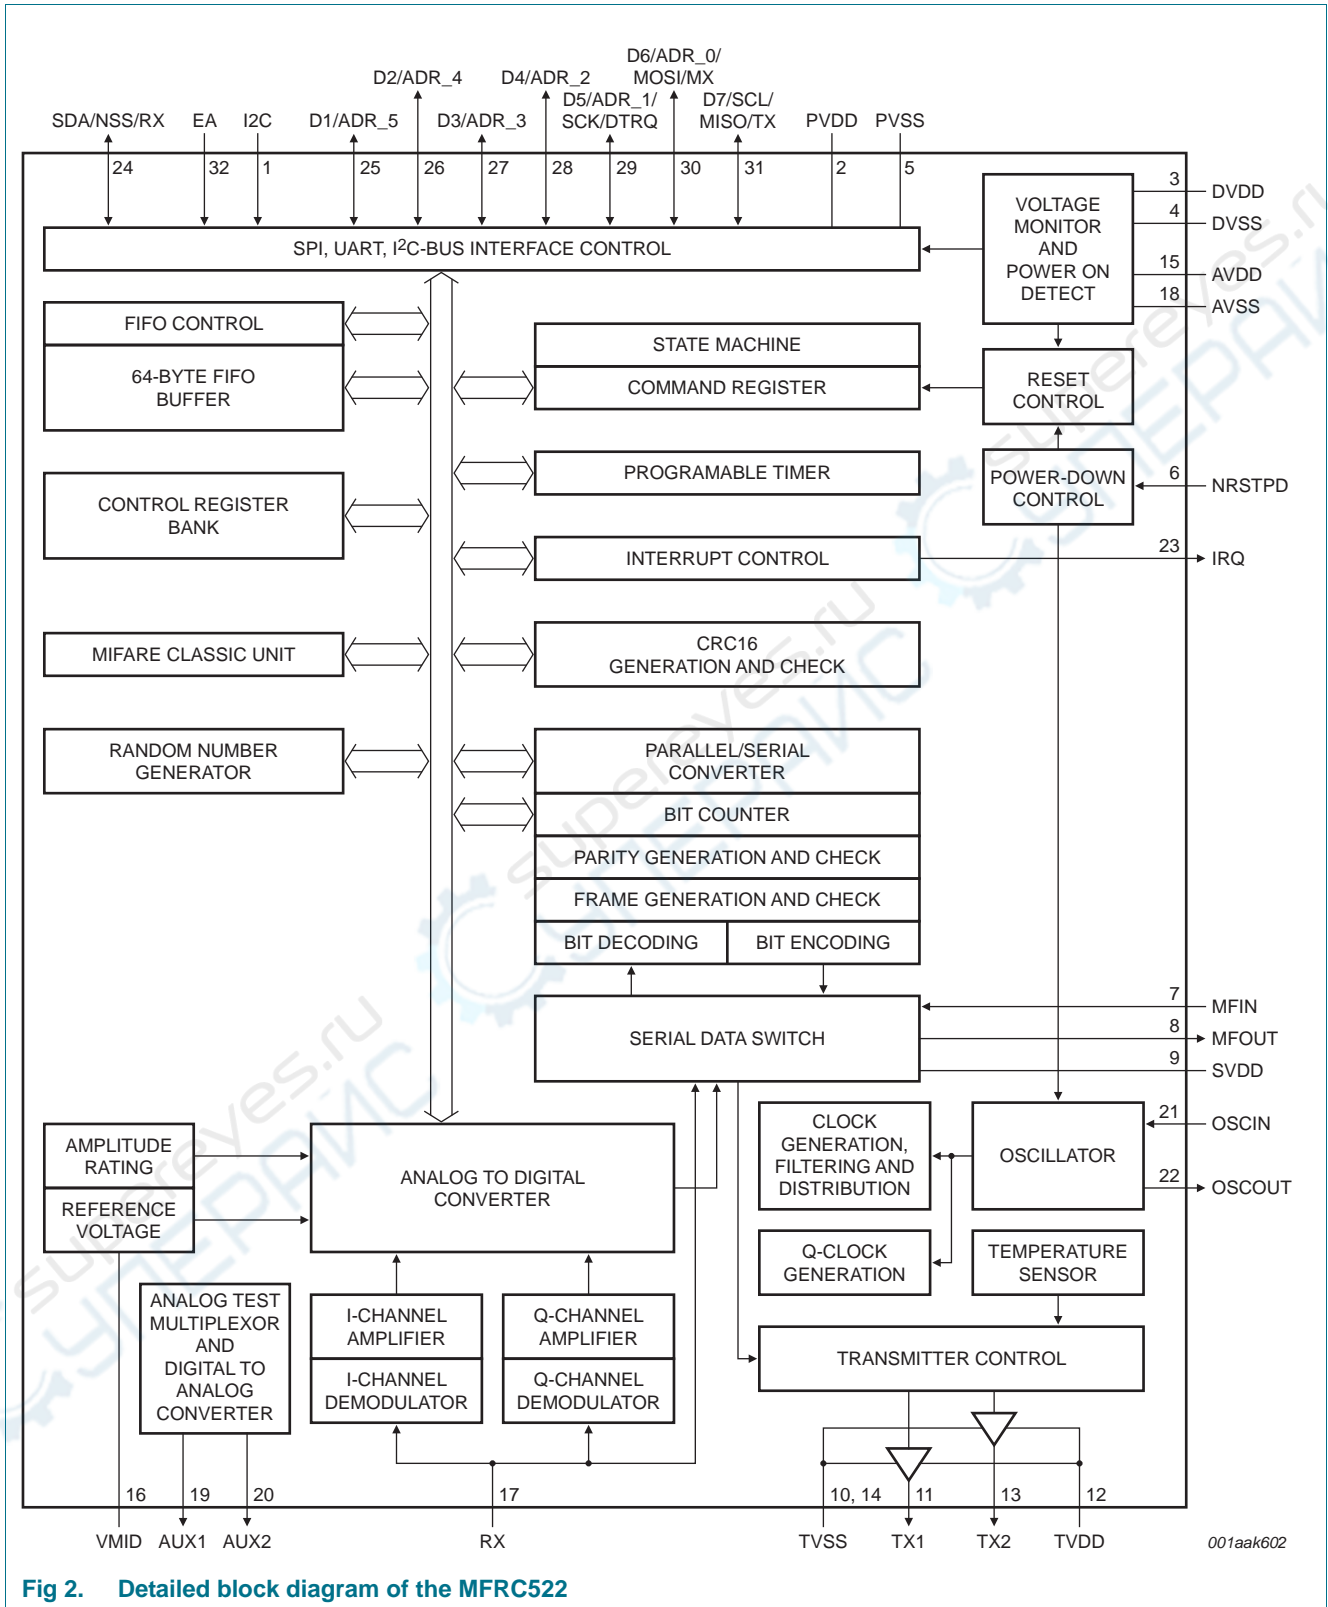 D6/ADR_0/
MOSI/MX
D2/ADR_4
D4/ADR_2
D5/ADR_1/
SCK/DTRQ
D7/SCL/
MISO/TX
SDA/NSS/RX
EA
I2C
D1/ADR_5
D3/ADR_3
PVDD
PVSS
24
32
1
25
26
27
28
29
30
31
2
5
3
DVDD
4
DVSS
15
AVDD
18
AVSS
VOLTAGE
MONITOR
AND
POWER ON
DETECT
SPI, UART, I2C-BUS INTERFACE CONTROL
FIFO CONTROL
64-BYTE FIFO
BUFFER
STATE MACHINE
COMMAND REGISTER
RESET
CONTROL
PROGRAMABLE TIMER
POWER-DOWN
CONTROL
6
NRSTPD
CONTROL REGISTER
BANK
INTERRUPT CONTROL
23
IRQ
MIFARE CLASSIC UNIT
CRC16
GENERATION AND CHECK
RANDOM NUMBER
GENERATOR
PARALLEL/SERIAL
CONVERTER
BIT COUNTER
PARITY GENERATION AND CHECK
FRAME GENERATION AND CHECK
BIT DECODING
BIT ENCODING
SERIAL DATA SWITCH
7
MFIN
8
MFOUT
9
SVDD
AMPLITUDE
RATING
REFERENCE
VOLTAGE
ANALOG TO DIGITAL
CONVERTER
CLOCK
GENERATION,
FILTERING AND
DISTRIBUTION
OSCILLATOR
21
OSCIN
22
OSCOUT
Q-CLOCK
GENERATION
TEMPERATURE
SENSOR
ANALOG TEST
MULTIPLEXOR
AND
DIGITAL TO
ANALOG
CONVERTER
I-CHANNEL
AMPLIFIER
I-CHANNEL
DEMODULATOR
Q-CHANNEL
AMPLIFIER
Q-CHANNEL
DEMODULATOR
TRANSMITTER CONTROL
16
19
20
17
10, 14
11
13
12
VMID
AUX1
AUX2
RX
TVSS
TX1
TX2
TVDD
001aak602
Fig 2. Detailed block diagram of the MFRC522
supereyes.ru
СУПЕРАЙС
supereyes.ru
СУПЕРАЙС
supereyes.ru
СУПЕРАЙС